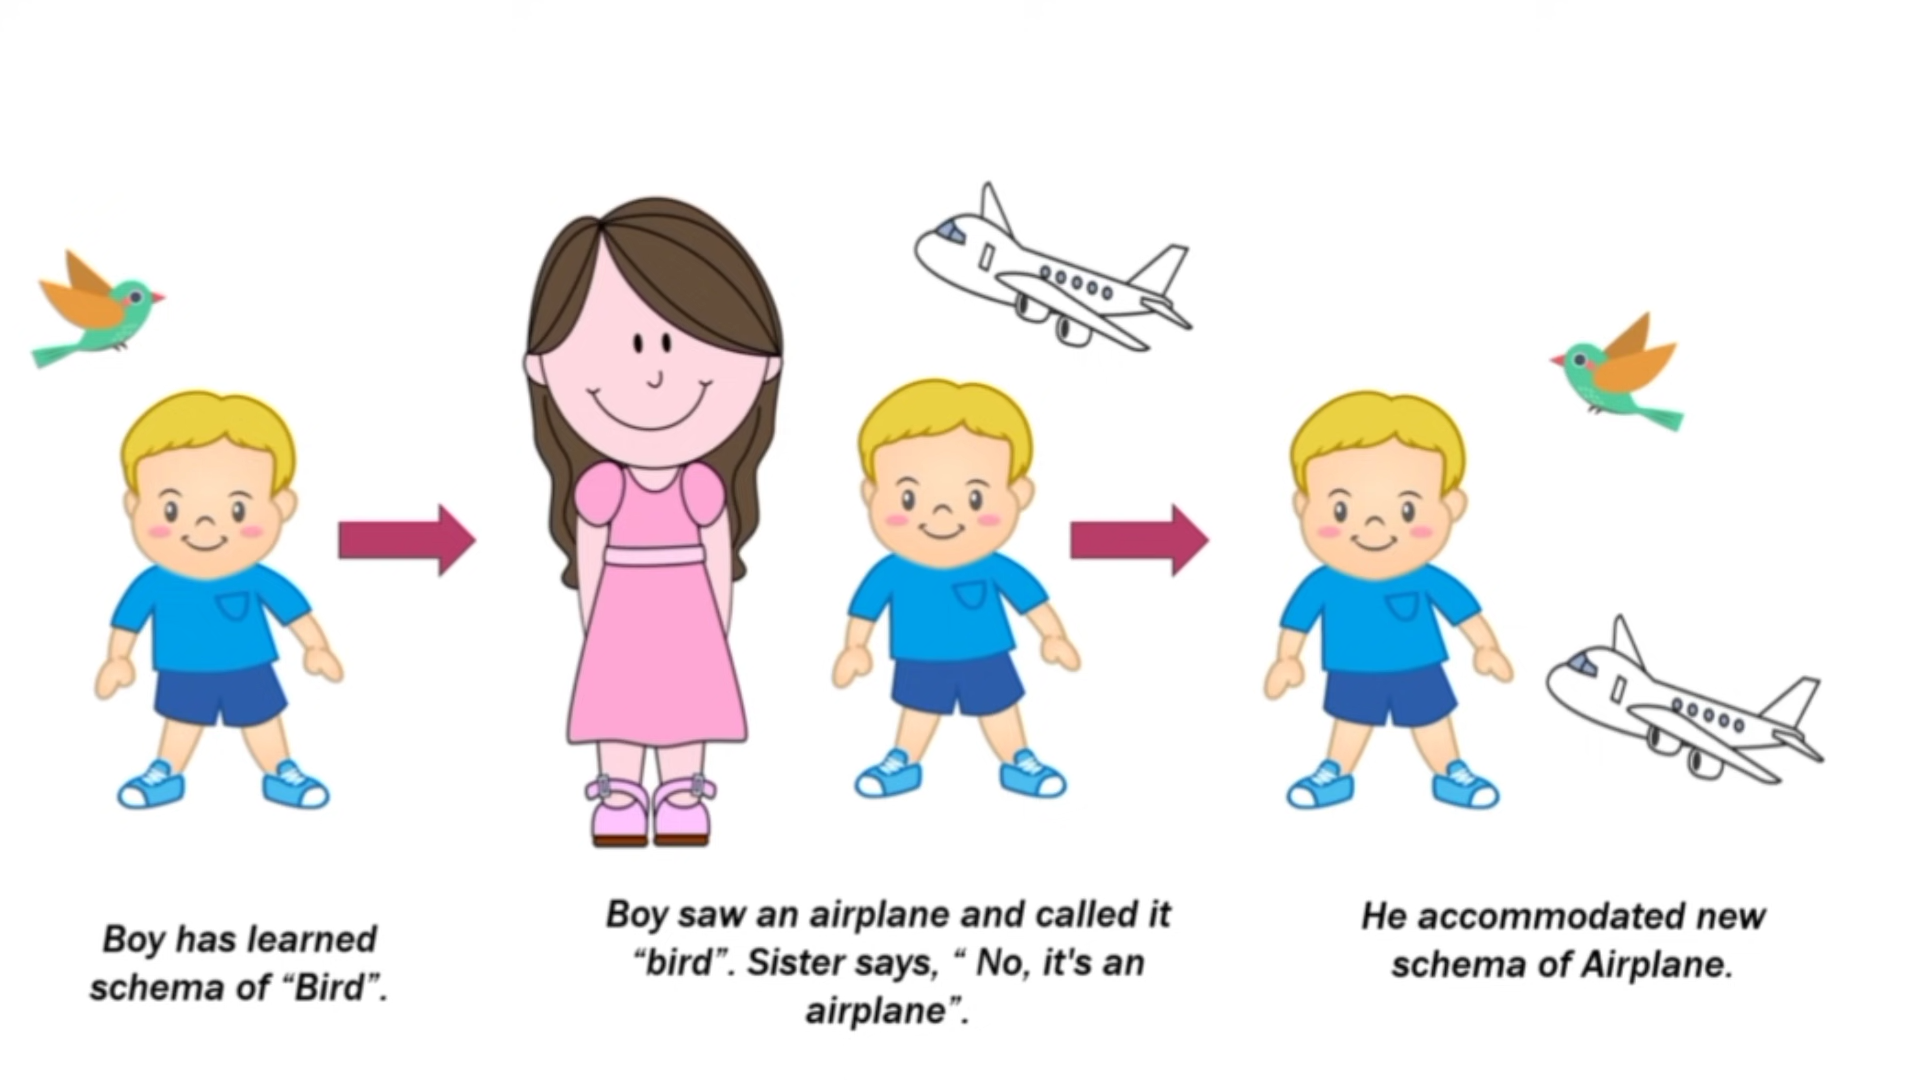 Boy has learned
schema of “Bird”.
Boy saw an airplane and called it
“bird”. Sister says, “ No, it's an
airplane”.
He accommodated new
schema of Airplane.